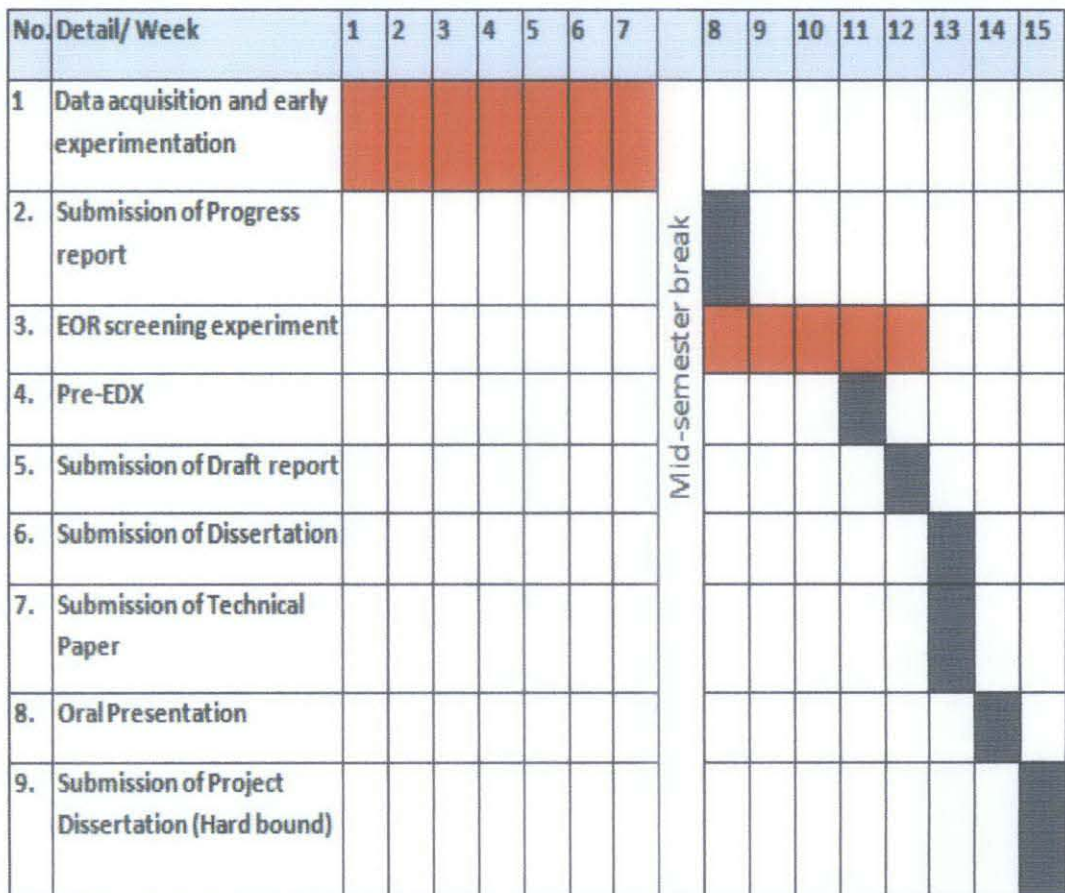 No. Detail/ Week 1 2 3 4 5 6 7 8 9 10 11 12 13 14 15
1 Data acquisition and early
experimentation
2. Submission of Progress
report
3. EOR screening experiment
4. Pre-EDX
5. Submission of Draft report
6. Submission of Dissertation
7. Submission of Technical
Paper
8. Oral Presentation
9. Submission of Project
Dissertation (Hard bound)
Mid-semester break